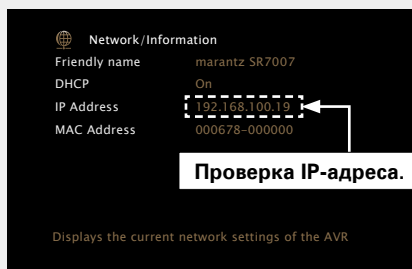 Network/Information
Friendly name marantz SR7007
DHCP On
IP Address 192.168.100.19
MAC Address 000678-000000
Проверка IP-адреса.
Displays the current network settings of the AVR